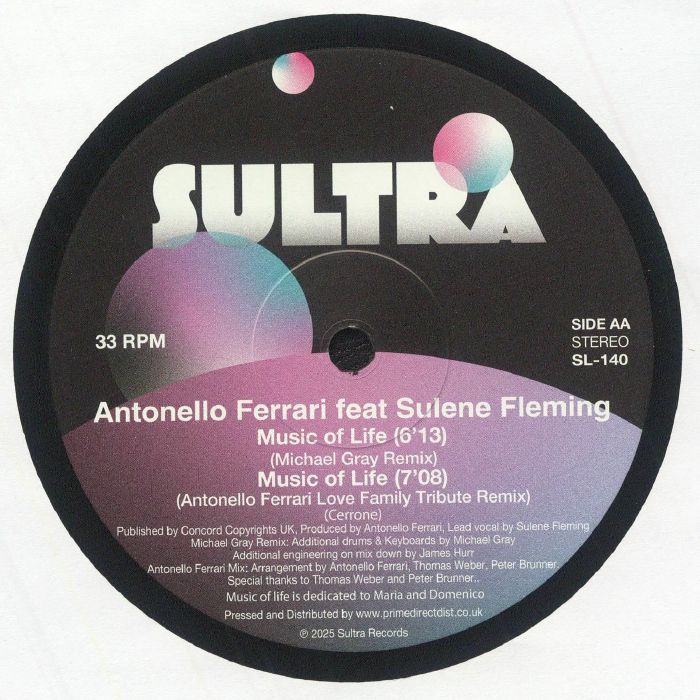 SULTRA
33 RPM
SIDE AA
STEREO
SL-140
Antonello Ferrari feat Sulene Fleming
Music of Life (6'13)
(Michael Gray Remix)
Music of Life (7'08)
(Antonello Ferrari Love Family Tribute Remix)
(Cerrone)
Published by Concord Copyrights UK, Produced by Antonello Ferrari, Lead vocal by Sulene Fleming
Michael Gray Remix: Additional drums & Keyboards by Michael Gray
Additional engineering on mix down by James Hurr
Antonello Ferrari Mix: Arrangement by Antonello Ferrari, Thomas Weber, Peter Brunner.
Special thanks to Thomas Weber and Peter Brunner..
Music of life is dedicated to Maria and Domenico
Pressed and Distributed by www.primedirectdist.co.uk
℗ 2025 Sultra Records